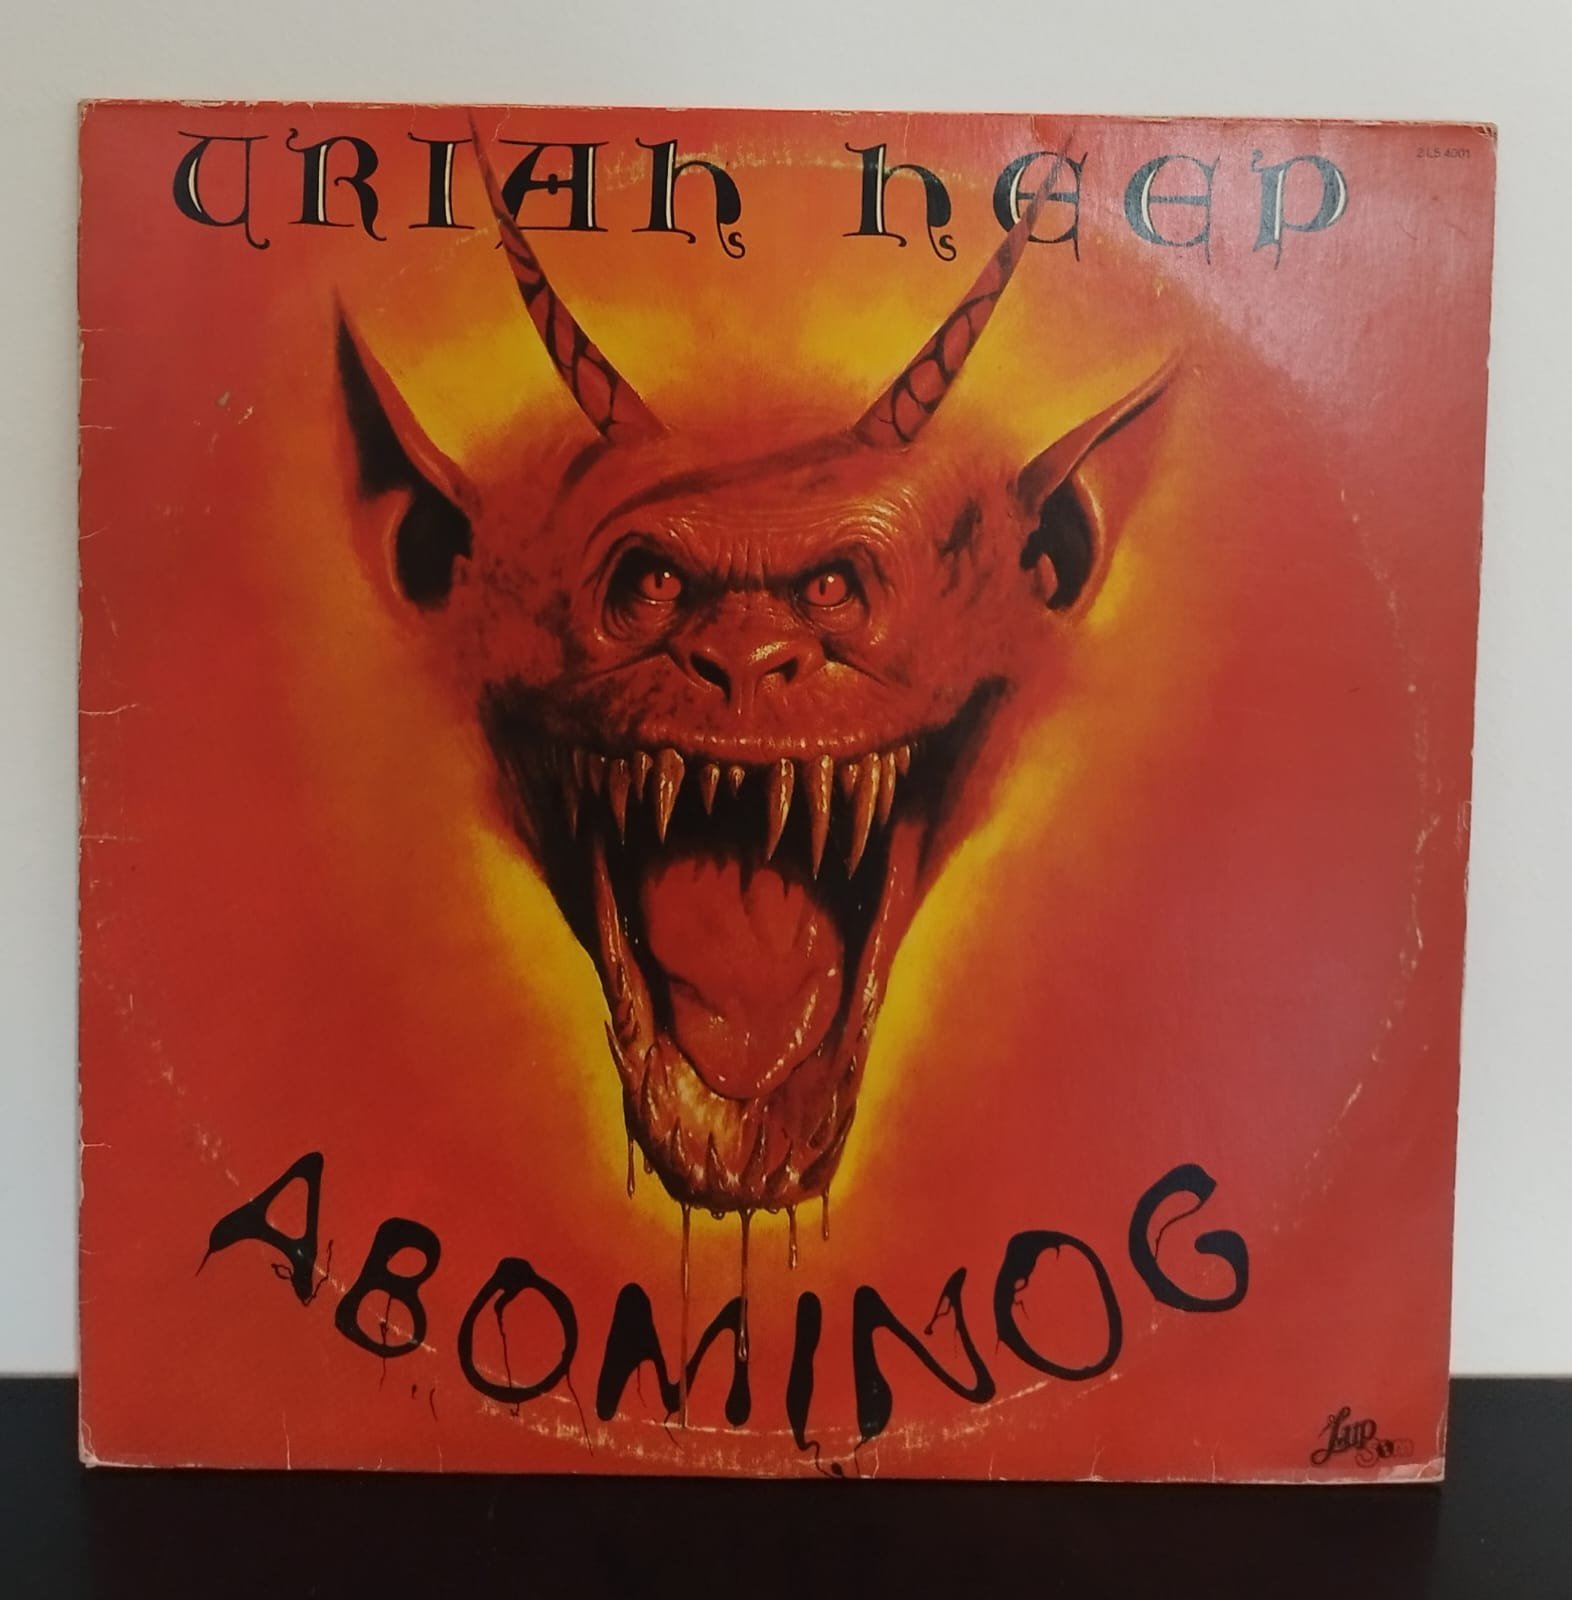 URIAH HEEP
2 LS 4001
ABOMINOG